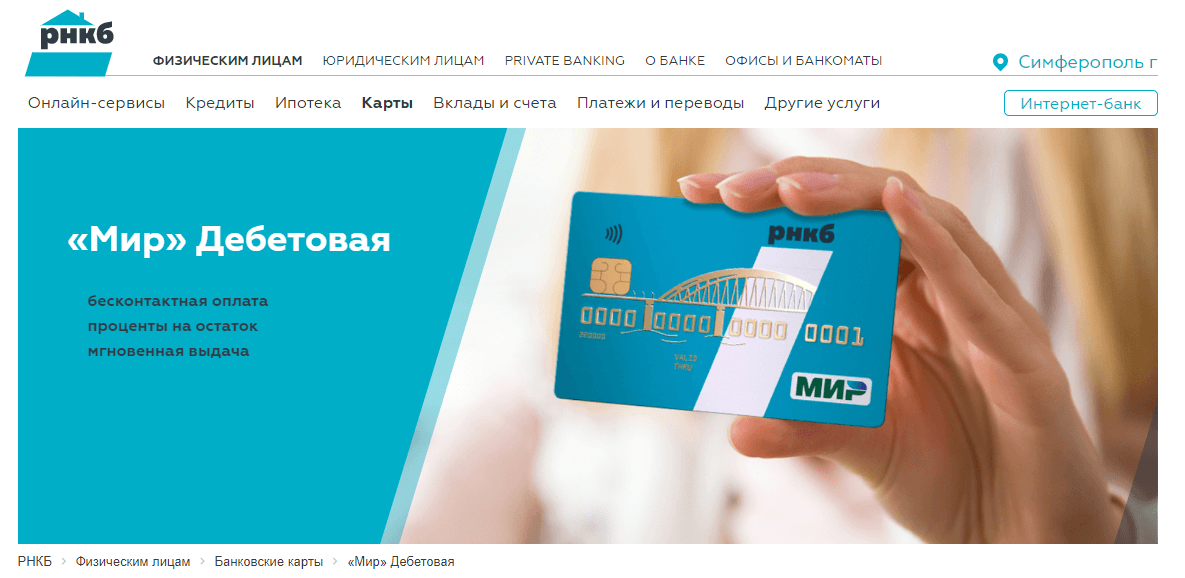 рнкб
ФИЗИЧЕСКИМ ЛИЦАМ ЮРИДИЧЕСКИМ ЛИЦАМ PRIVATE BANKING О БАНКЕ ОФИСЫ И БАНКОМАТЫ Симферополь г
Онлайн-сервисы Кредиты Ипотека Карты Вклады и счета Платежи и переводы Другие услуги Интернет-банк
«Мир» Дебетовая
бесконтактная оплата
проценты на остаток
мгновенная выдача
рнкб
0000 0000 0000 0001
VALID
THRU
МИР
РНКБ > Физическим лицам > Банковские карты > «Мир» Дебетовая